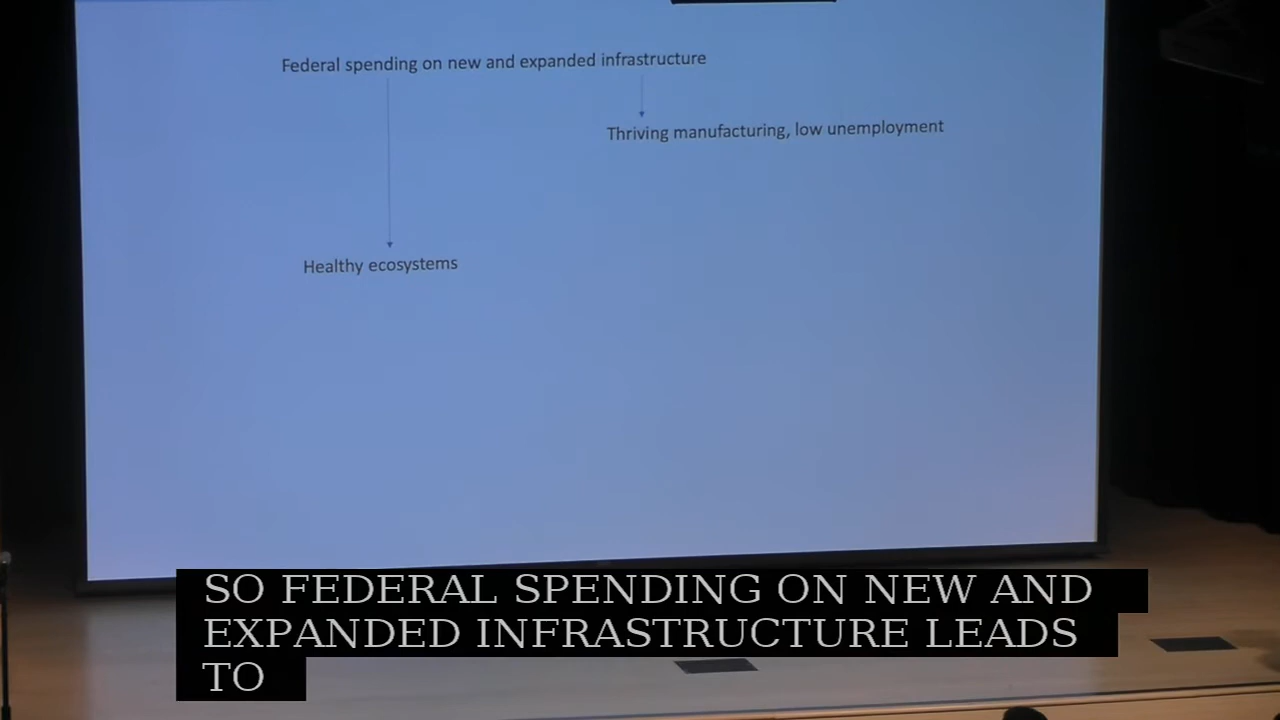 Federal spending on new and expanded infrastructure
Thriving manufacturing, low unemployment
Healthy ecosystems
SO FEDERAL SPENDING ON NEW AND
EXPANDED INFRASTRUCTURE LEADS
TO